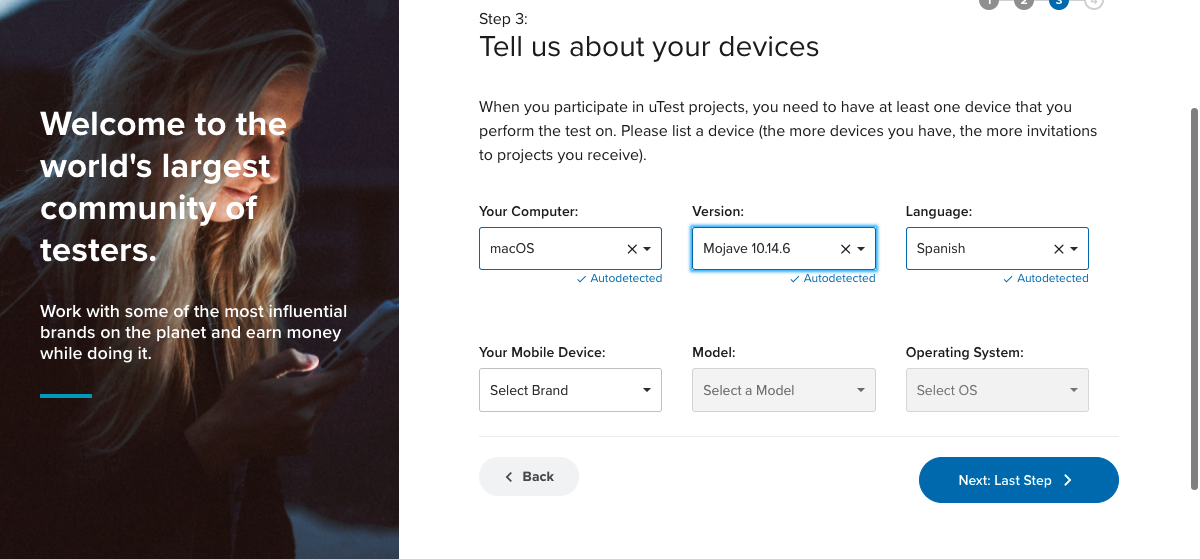 1 2 3 4
Step 3:
Tell us about your devices
Welcome to the
world's largest
community of
testers.
Work with some of the most influential
brands on the planet and earn money
while doing it.
When you participate in uTest projects, you need to have at least one device that you
perform the test on. Please list a device (the more devices you have, the more invitations
to projects you receive).
Your Computer: Version: Language:
macOS Mojave 10.14.6 Spanish
Autodetected Autodetected Autodetected
Your Mobile Device: Model: Operating System:
Select Brand Select a Model Select OS
Back Next: Last Step